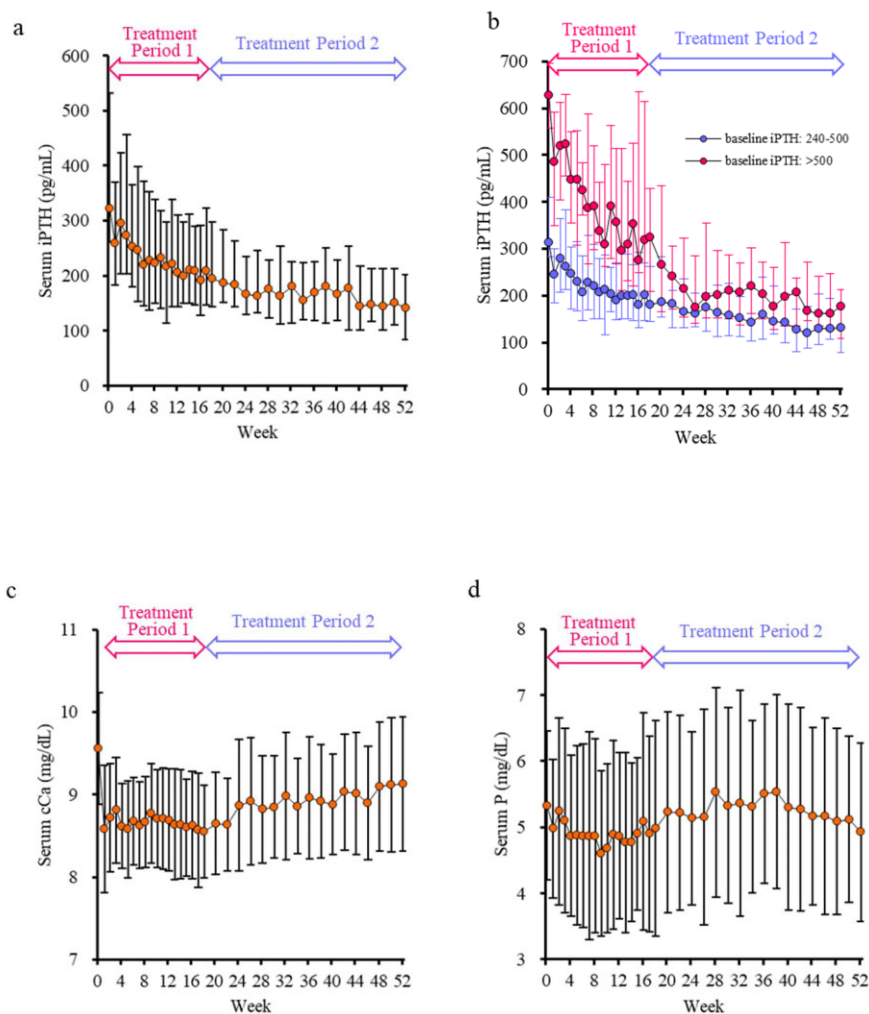 a
Treatment
Period 1
Treatment Period 2
600
500
400
300
200
100
0
Serum iPTH (pg/mL)
0 4 8 12 16 20 24 28 32 36 40 44 48 52
Week
b
Treatment
Period 1
Treatment Period 2
700
600
500
400
300
200
100
0
Serum iPTH (pg/mL)
baseline iPTH: 240-500
baseline iPTH: >500
0 4 8 12 16 20 24 28 32 36 40 44 48 52
Week
c
Treatment
Period 1
Treatment Period 2
11
10
9
8
7
Serum cCa (mg/dL)
0 4 8 12 16 20 24 28 32 36 40 44 48 52
Week
d
Treatment
Period 1
Treatment Period 2
8
7
6
5
4
3
Serum P (mg/dL)
0 4 8 12 16 20 24 28 32 36 40 44 48 52
Week